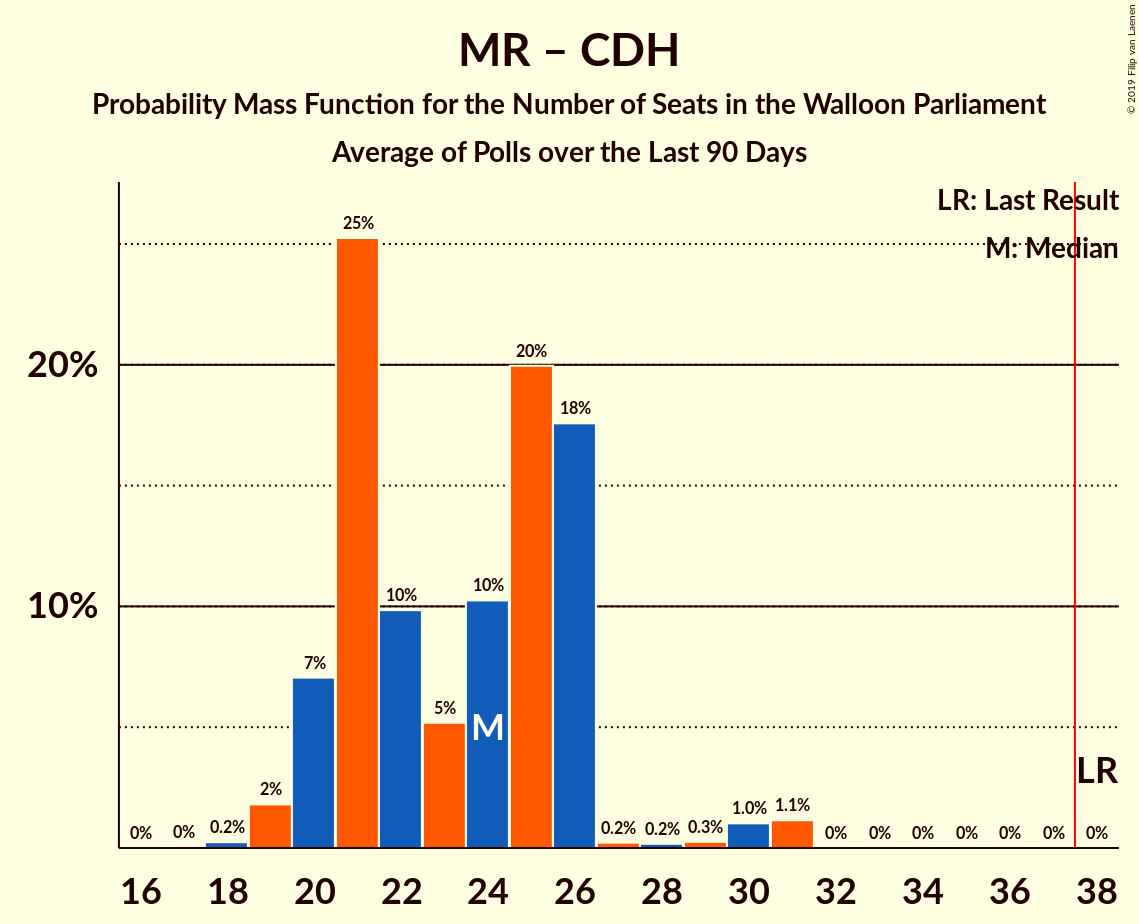 MR – CDH
Probability Mass Function for the Number of Seats in the Walloon Parliament
Average of Polls over the Last 90 Days
© 2019 Filip van Laenen
LR: Last Result
M: Median
25%
20%
20%
18%
10%
10%
10%
7%
5%
M
2%
LR
0%
0%
0.2%
0.2%
0.2%
0.3%
1.0%
1.1%
0%
0%
0%
0%
0%
0%
0%
16 18 20 22 24 26 28 30 32 34 36 38